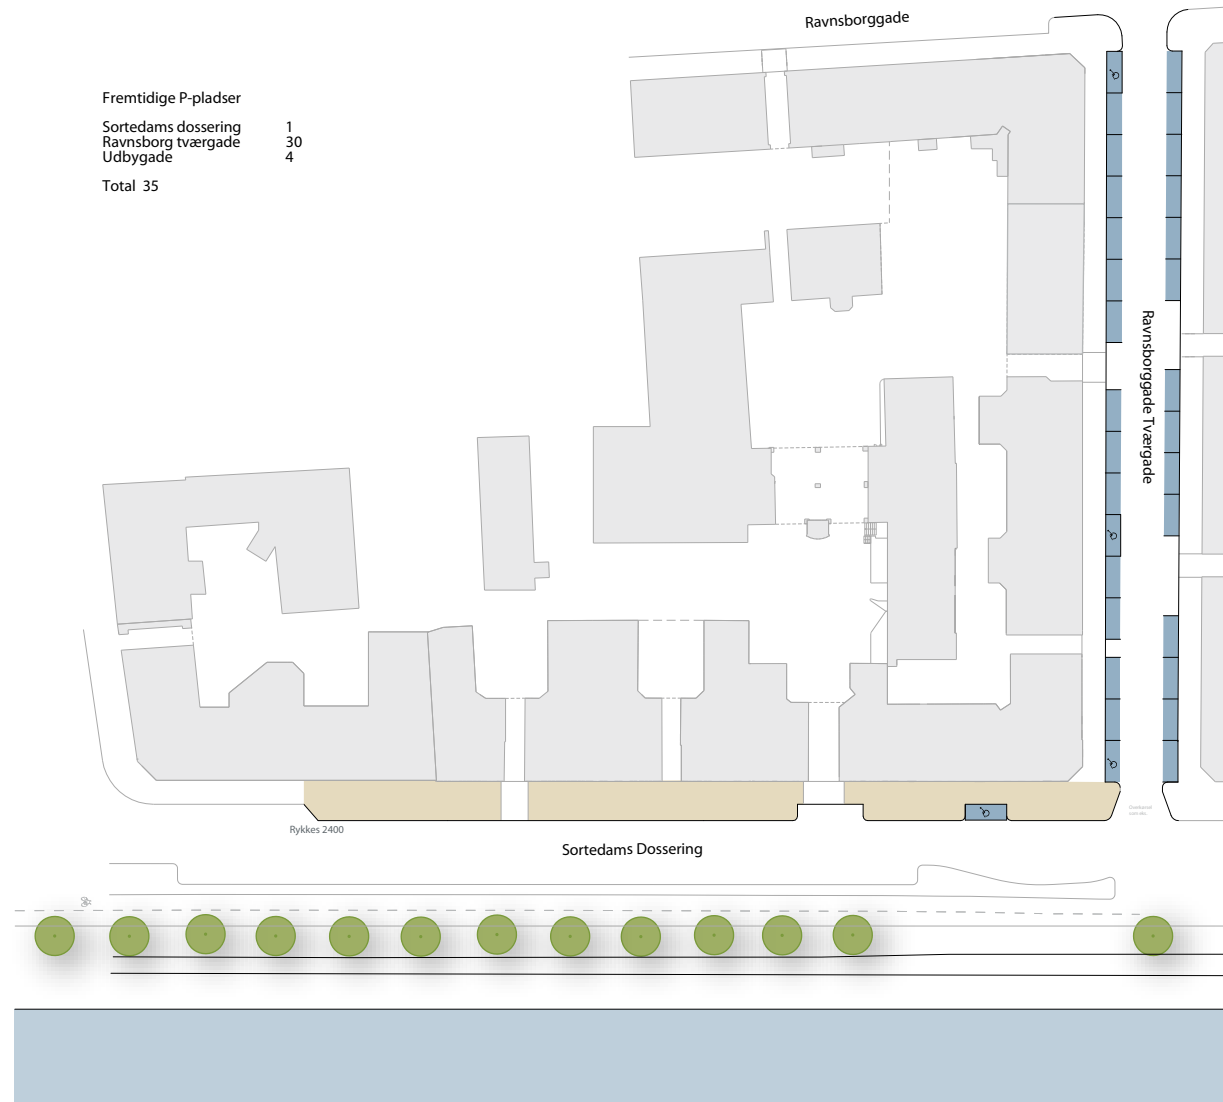 Ravnsborggade
Fremtidige P-pladser
Sortedams dossering 1
Ravnsborg tværgade 30
Udbygade 4
Total 35
Ravnsborggade Tværgade
Rykkes 2400
Sortedams Dossering